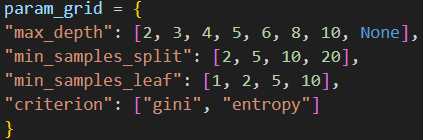 param_grid = {
"max_depth": [2, 3, 4, 5, 6, 8, 10, None],
"min_samples_split": [2, 5, 10, 20],
"min_samples_leaf": [1, 2, 5, 10],
"criterion": ["gini", "entropy"]
}